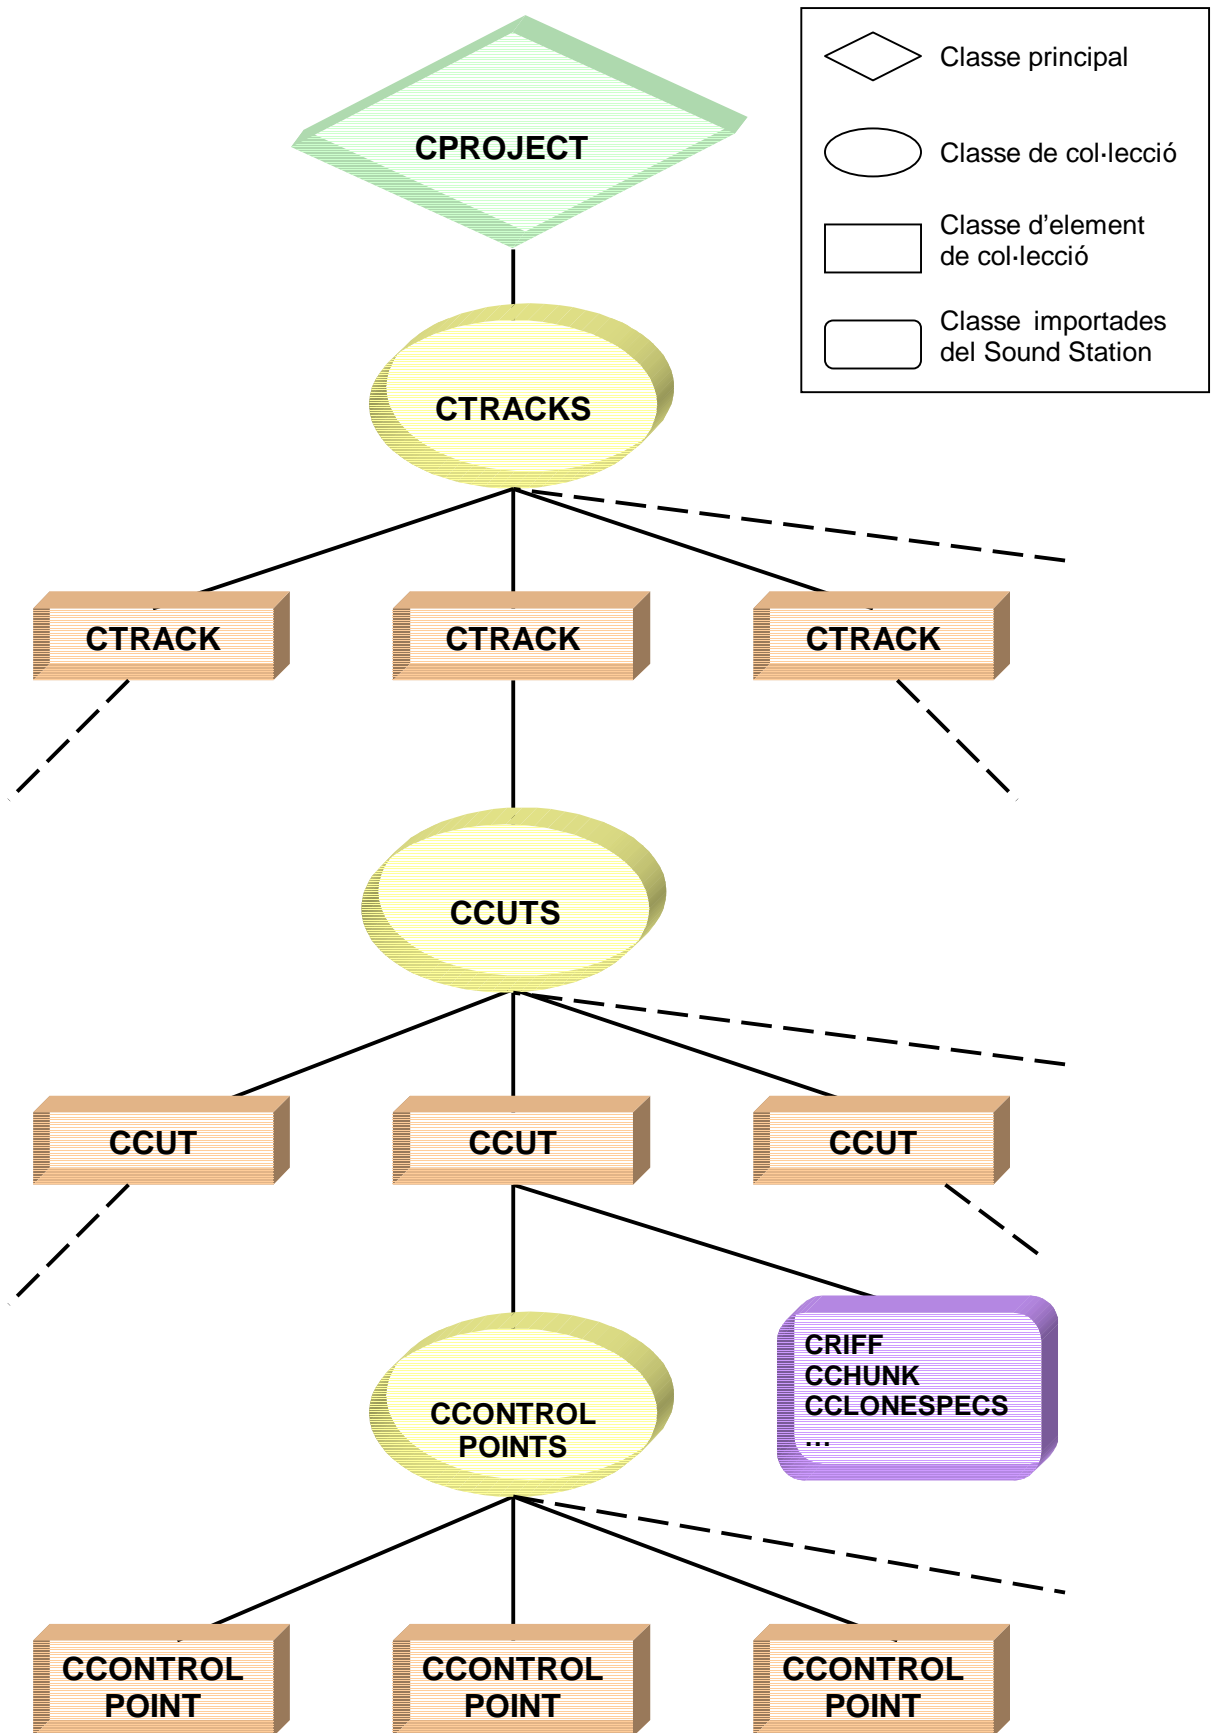 CPROJECT
Classe principal
Classe de col·lecció
Classe d'element
de col·lecció
Classe importades
del Sound Station
CTRACKS
CTRACK
CTRACK
CTRACK
CCUTS
CCUT
CCUT
CCUT
CCONTROL
POINTS
CRIFF
CCHUNK
CCLONESPECS
...
CCONTROL
POINT
CCONTROL
POINT
CCONTROL
POINT